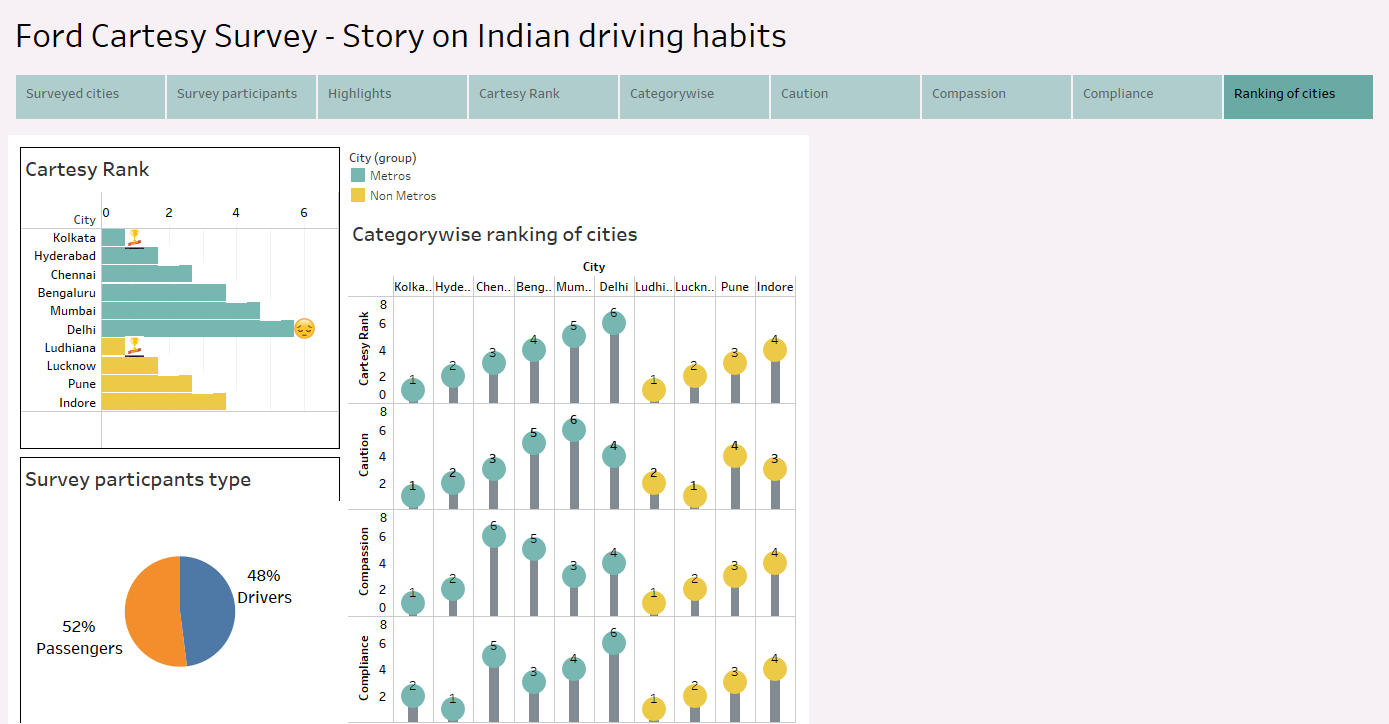 Ford Cartesy Survey - Story on Indian driving habits
Surveyed cities Survey participants Highlights Cartesy Rank Categorywise Caution Compassion Compliance Ranking of cities
Cartesy Rank
City 0 2 4 6
Kolkata
Hyderabad
Chennai
Bengaluru
Mumbai
Delhi
Ludhiana
Lucknow
Pune
Indore
Survey particpants type
48%
Drivers
52%
Passengers
City (group)
Metros
Non Metros
Categorywise ranking of cities
City
Kolka.. Hyde.. Chen.. Beng.. Mum.. Delhi Ludhi.. Luckn.. Pune Indore
Cartesy Rank
8
6
4
2
0
1 2 3 4 5 6 1 2 3 4
Caution
8
6
4
2
1 2 3 5 6 4 2 1 4 3
Compassion
8
6
4
2
0
1 2 6 5 3 4 1 2 3 4
Compliance
8
6
4
2
2 1 5 3 4 6 1 2 3 4